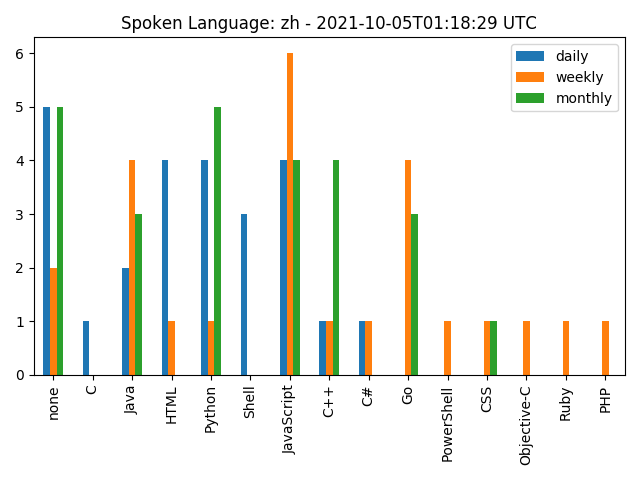 Spoken Language: zh - 2021-10-05T01:18:29 UTC
daily
weekly
monthly
6
5
4
3
2
1
0
none
C
Java
HTML
Python
Shell
JavaScript
C++
C#
Go
PowerShell
CSS
Objective-C
Ruby
PHP